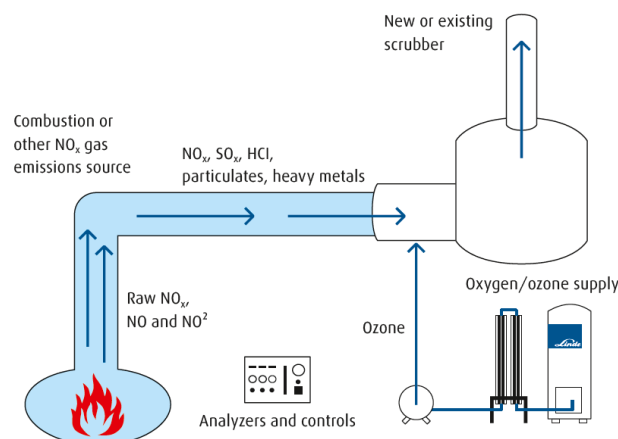 New or existing
scrubber
Combustion or
other NOₓ gas
emissions source
NOₓ, SOₓ, HCl,
particulates, heavy metals
Raw NOₓ,
NO and NO²
Ozone
Oxygen/ozone supply
Linde
Analyzers and controls